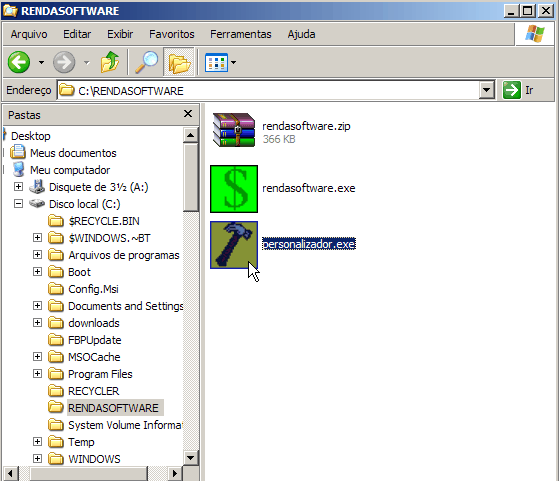 RENDASOFTWARE
Arquivo Editar Exibir Favoritos Ferramentas Ajuda
Endereço C:\RENDASOFTWARE Ir
Pastas
Desktop
Meus documentos
Meu computador
Disquete de 3½ (A:)
Disco local (C:)
$RECYCLE.BIN
$WINDOWS.~BT
Arquivos de programas
Boot
Config.Msi
Documents and Settings
downloads
FBPUpdate
MSOCache
Program Files
RECYCLER
RENDASOFTWARE
System Volume Informat
Temp
WINDOWS
rendasoftware.zip
366 KB
rendasoftware.exe
personalizador.exe